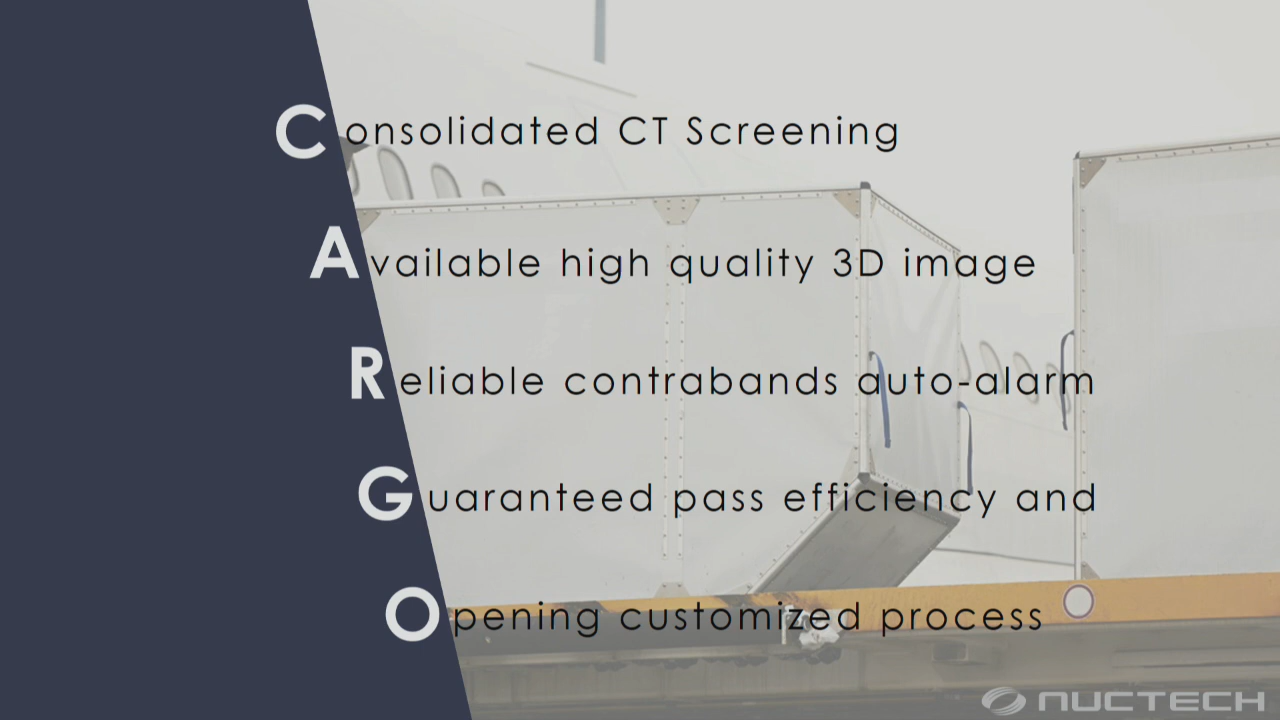 Consolidated CT Screening
Available high quality 3D image
Reliable contrabands auto-alarm
Guaranteed pass efficiency and
Opening customized process
NUCTECH